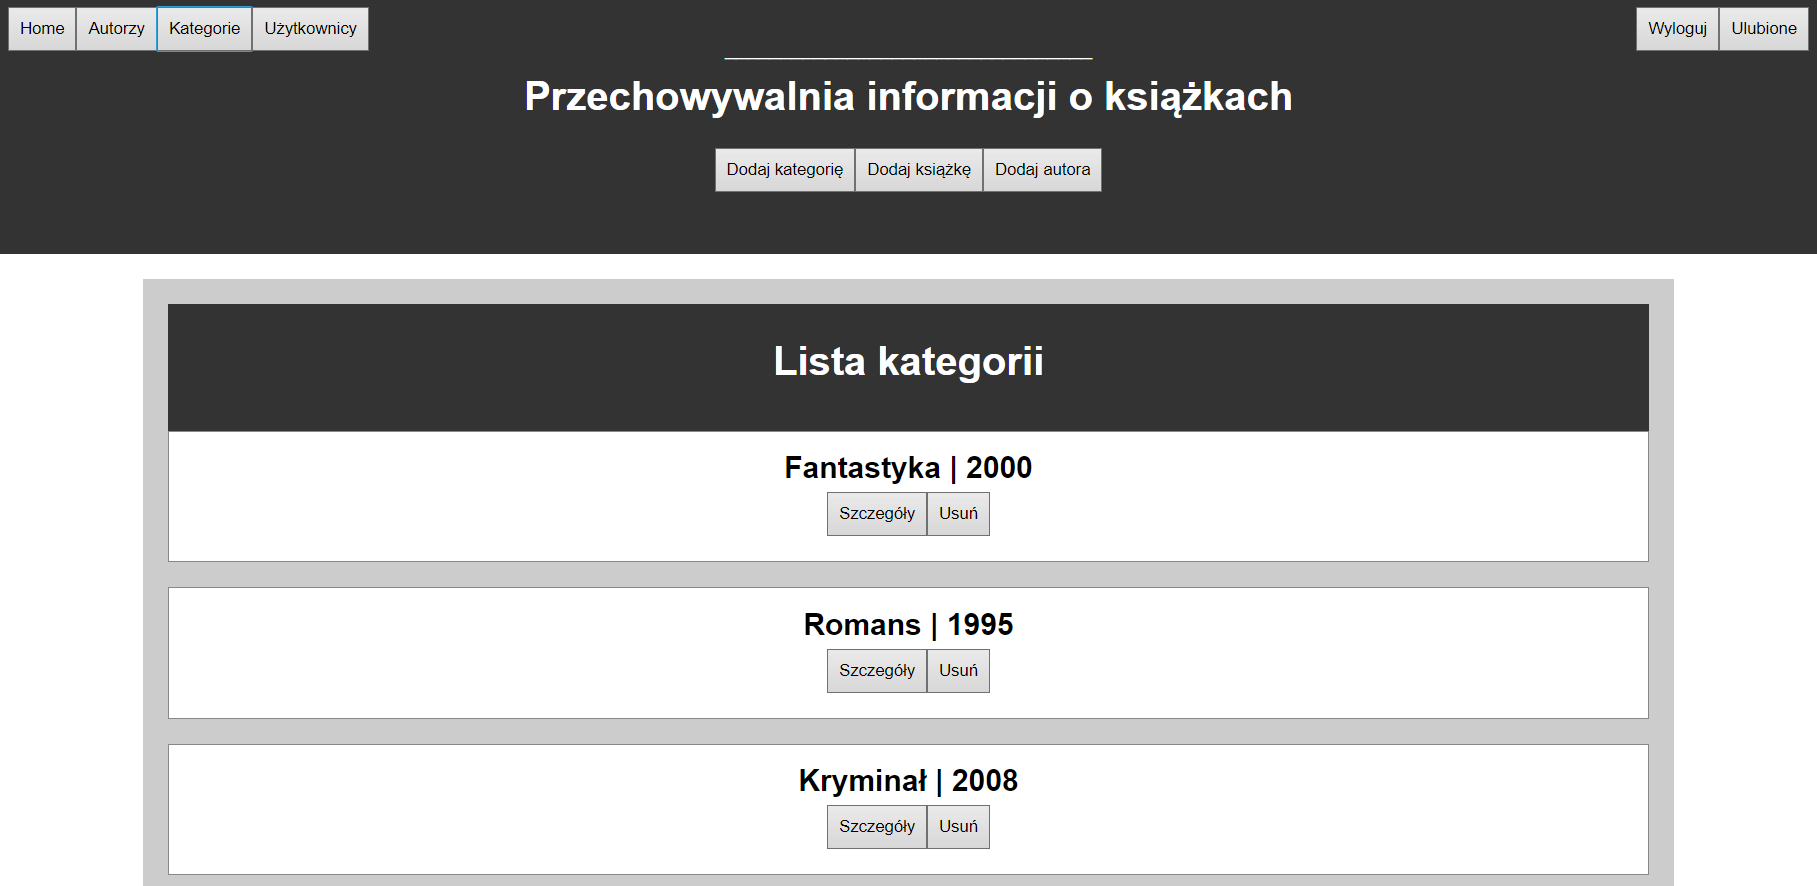 Home Autorzy Kategorie Użytkownicy Wyloguj Ulubione
Przechowywalnia informacji o książkach
Dodaj kategorię Dodaj książkę Dodaj autora
Lista kategorii
Fantastyka | 2000
Szczegóły Usuń
Romans | 1995
Szczegóły Usuń
Kryminał | 2008
Szczegóły Usuń